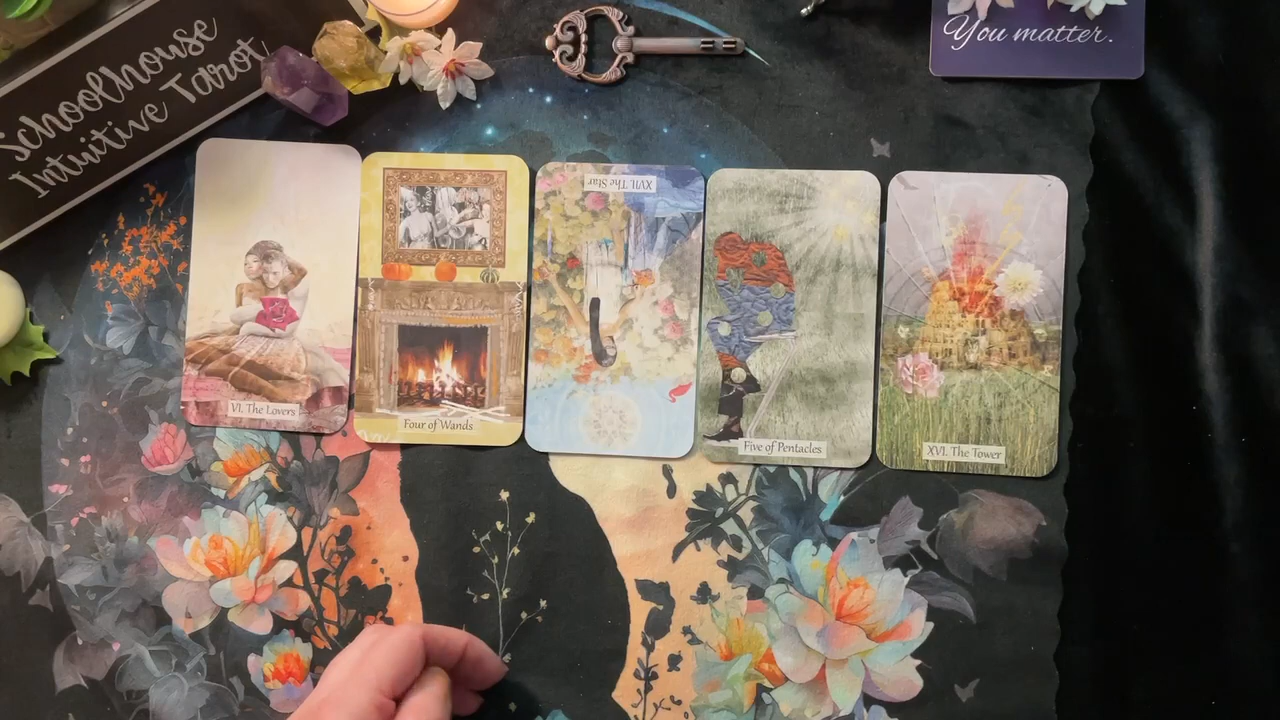 Schoolhouse
Intuitive Tarot
You matter.
VI. The Lovers
Four of Wands
XVII. The Star
Five of Pentacles
XVI. The Tower